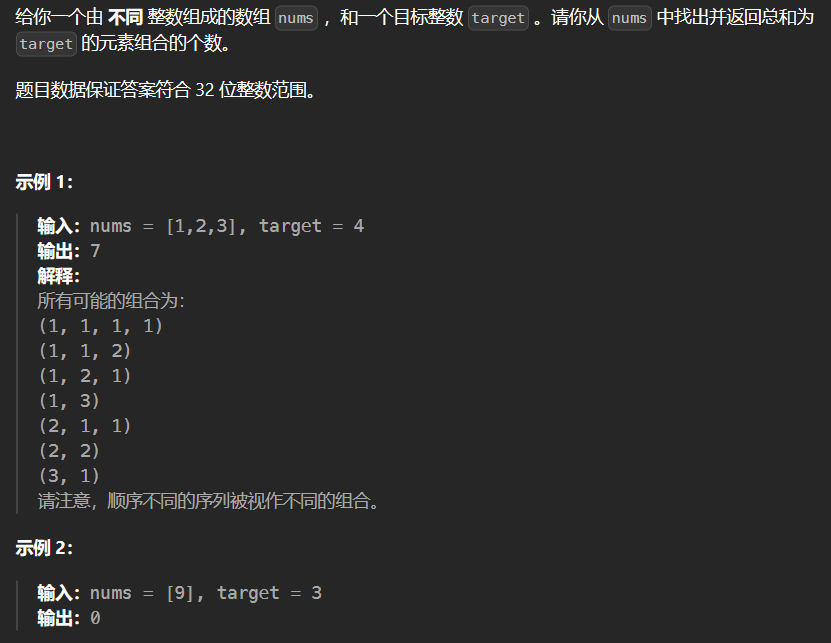 给你一个由 不同 整数组成的数组 nums ，和一个目标整数 target 。请你从 nums 中找出并返回总和为
target 的元素组合的个数。
题目数据保证答案符合 32 位整数范围。
示例 1：
输入：nums = [1,2,3], target = 4
输出：7
解释：
所有可能的组合为：
(1, 1, 1, 1)
(1, 1, 2)
(1, 2, 1)
(1, 3)
(2, 1, 1)
(2, 2)
(3, 1)
请注意，顺序不同的序列被视作不同的组合。
示例 2：
输入：nums = [9], target = 3
输出：0